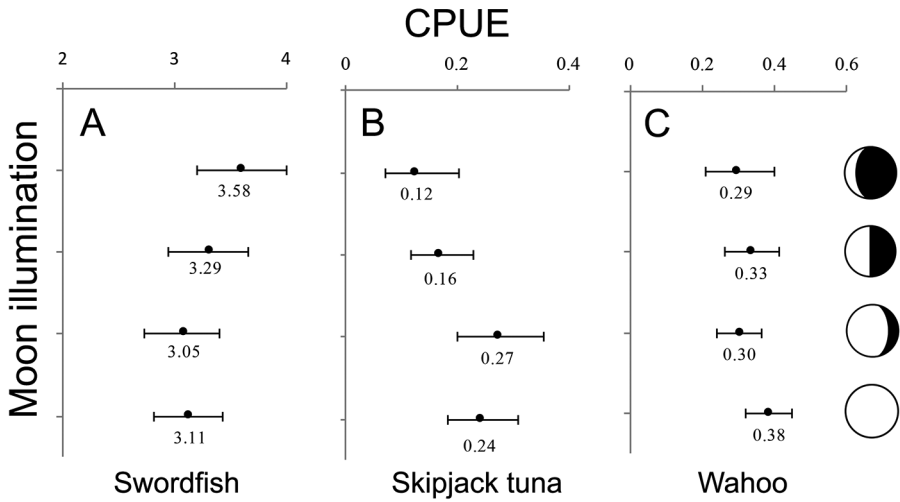 CPUE
2 3 4
0 0.2 0.4
0 0.2 0.4 0.6
Moon illumination
A
3.58
3.29
3.05
3.11
B
0.12
0.16
0.27
0.24
C
0.29
0.33
0.30
0.38
Swordfish
Skipjack tuna
Wahoo